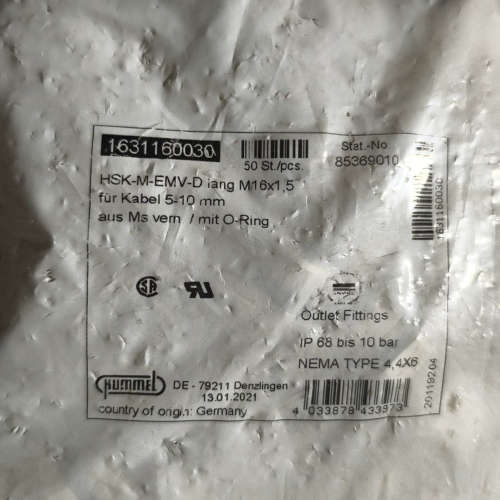 1631160030
50 St./pcs.
Stat.-No
85369010
HSK-M-EMV-D lang M16x1,5
für Kabel 5-10 mm
aus Ms vern. / mit O-Ring
1631160030
Outlet Fittings
IP 68 bis 10 bar
NEMA TYPE 4,4X6
HUMMEL
DE - 79211 Denzlingen
13.01.2021
country of origin: Germany
4 033878 433973
20119204